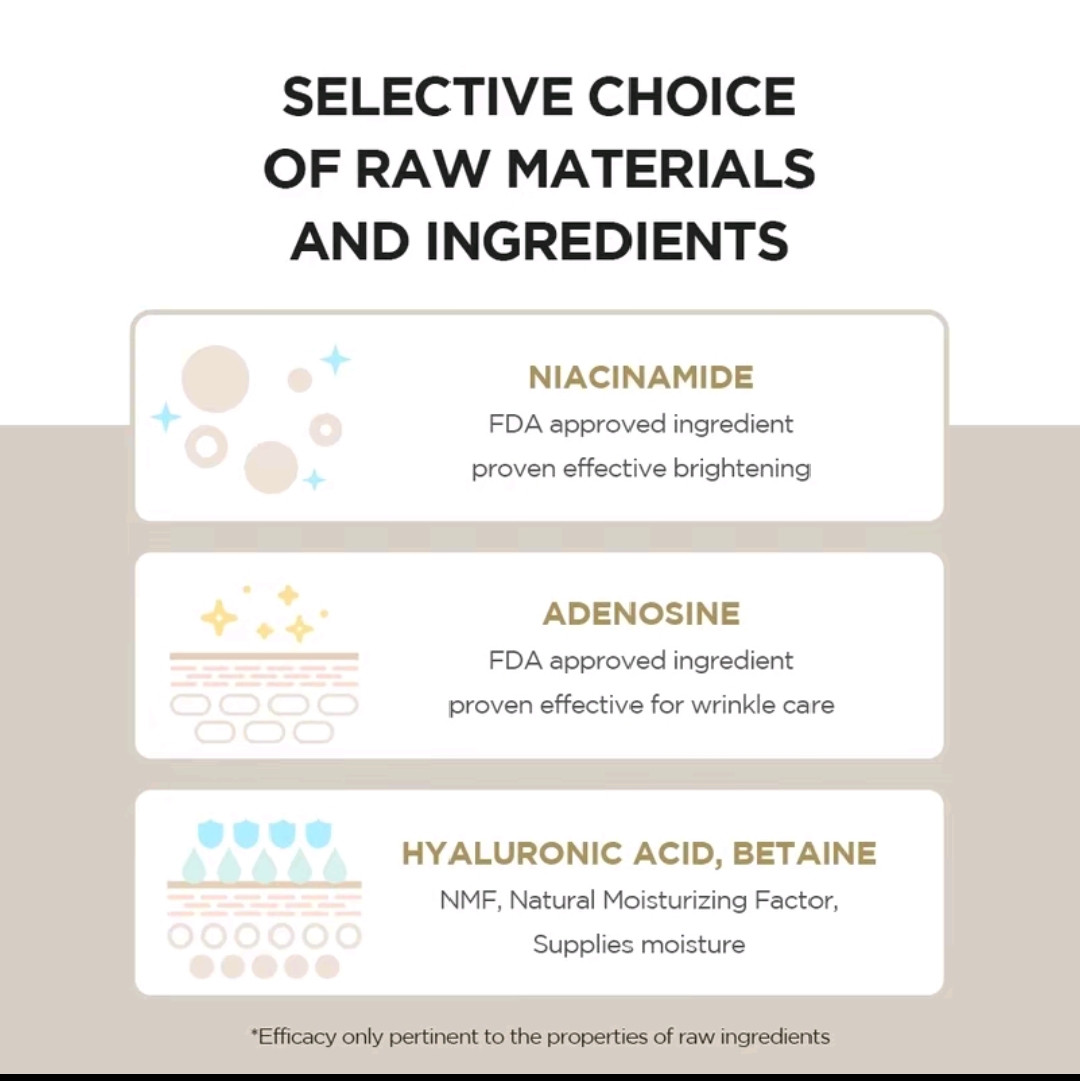 SELECTIVE CHOICE
OF RAW MATERIALS
AND INGREDIENTS
NIACINAMIDE
FDA approved ingredient
proven effective brightening
ADENOSINE
FDA approved ingredient
proven effective for wrinkle care
HYALURONIC ACID, BETAINE
NMF, Natural Moisturizing Factor,
Supplies moisture
*Efficacy only pertinent to the properties of raw ingredients